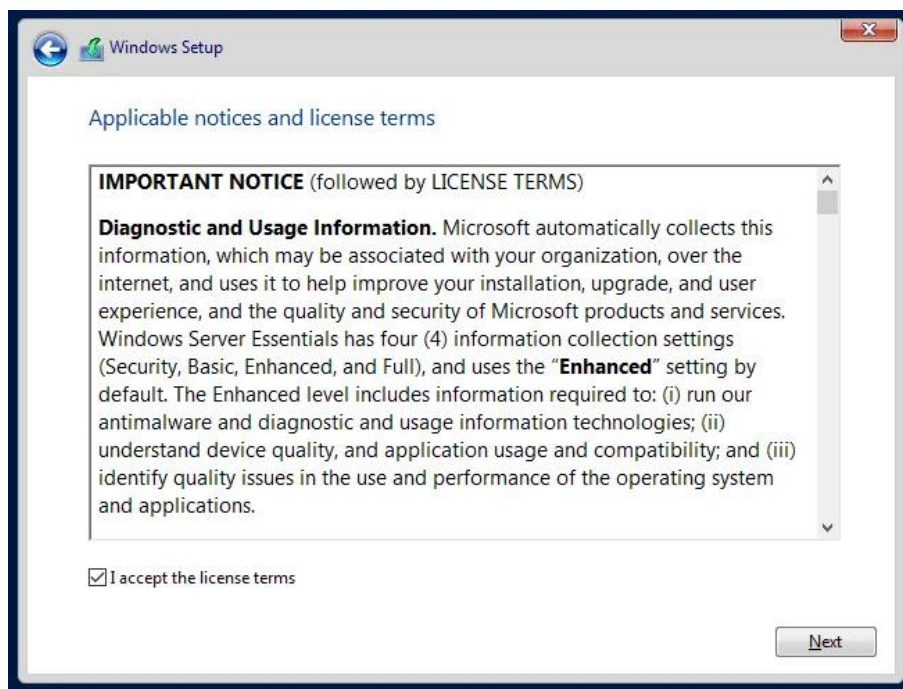 Windows Setup
Applicable notices and license terms
IMPORTANT NOTICE (followed by LICENSE TERMS)
Diagnostic and Usage Information. Microsoft automatically collects this
information, which may be associated with your organization, over the
internet, and uses it to help improve your installation, upgrade, and user
experience, and the quality and security of Microsoft products and services.
Windows Server Essentials has four (4) information collection settings
(Security, Basic, Enhanced, and Full), and uses the “Enhanced” setting by
default. The Enhanced level includes information required to: (i) run our
antimalware and diagnostic and usage information technologies; (ii)
understand device quality, and application usage and compatibility; and (iii)
identify quality issues in the use and performance of the operating system
and applications.
I accept the license terms
Next